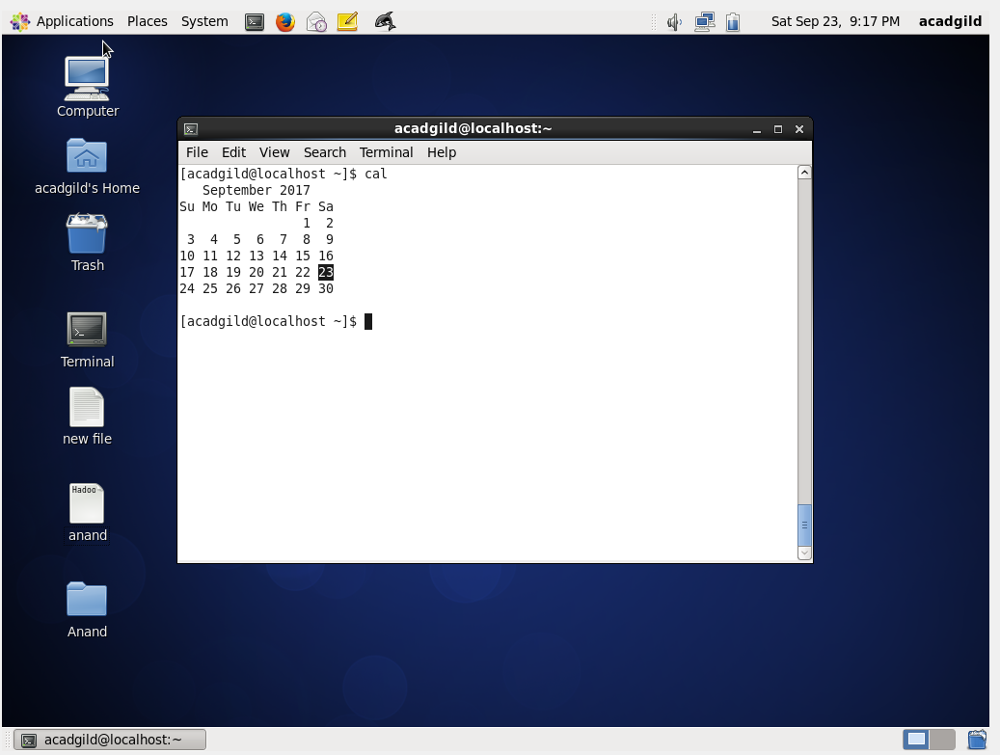 Applications Places System Sat Sep 23, 9:17 PM acadgild
Computer
acadgild's Home
Trash
Terminal
new file
Hadoo
anand
Anand
acadgild@localhost:~
File Edit View Search Terminal Help
[acadgild@localhost ~]$ cal
   September 2017
Su Mo Tu We Th Fr Sa
                1  2
 3  4  5  6  7  8  9
10 11 12 13 14 15 16
17 18 19 20 21 22 23
24 25 26 27 28 29 30
[acadgild@localhost ~]$
acadgild@localhost:~